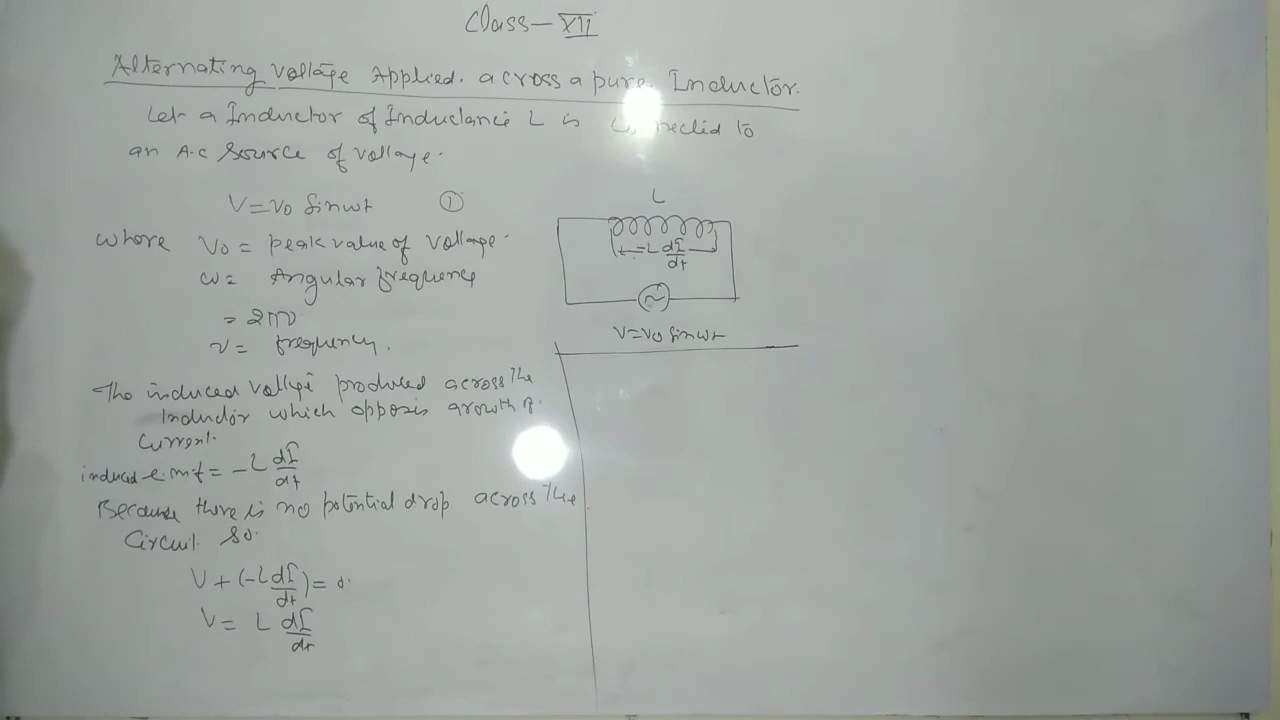 Class-XII
Alternating Voltage Applied. across a pure Inductor.
Let a Inductor of Inductance L is to
an A.C Source of Voltage.
V=V0 Sinωt ①
where V0 = peak value of Voltage.
ω= Angular frequency
= 2πν
ν= frequency.
The induced Voltage produced across the
Inductor which opposes growth of.
Current.
induced e.m.f = -L dI/dt
Because there is no potential drop across the
Circuit. So.
V+(-L dI/dt)= 0.
V= L dI/dt
L
-L dI/dt
V=V0 Sinωt